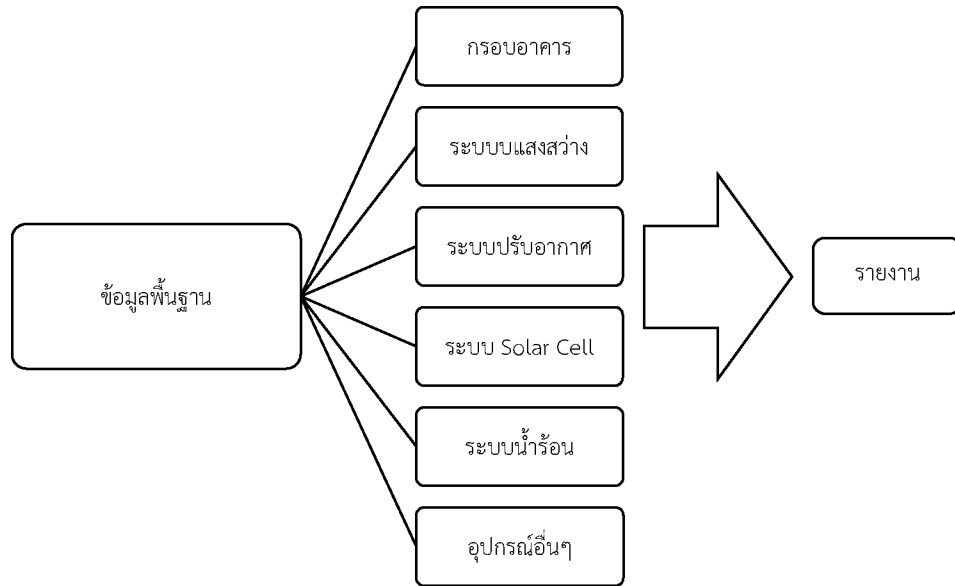 ข้อมูลพื้นฐาน
กรอบอาคาร
ระบบบแสงสว่าง
ระบบปรับอากาศ
ระบบ Solar Cell
ระบบน้ำร้อน
อุปกรณ์อื่นๆ
รายงาน